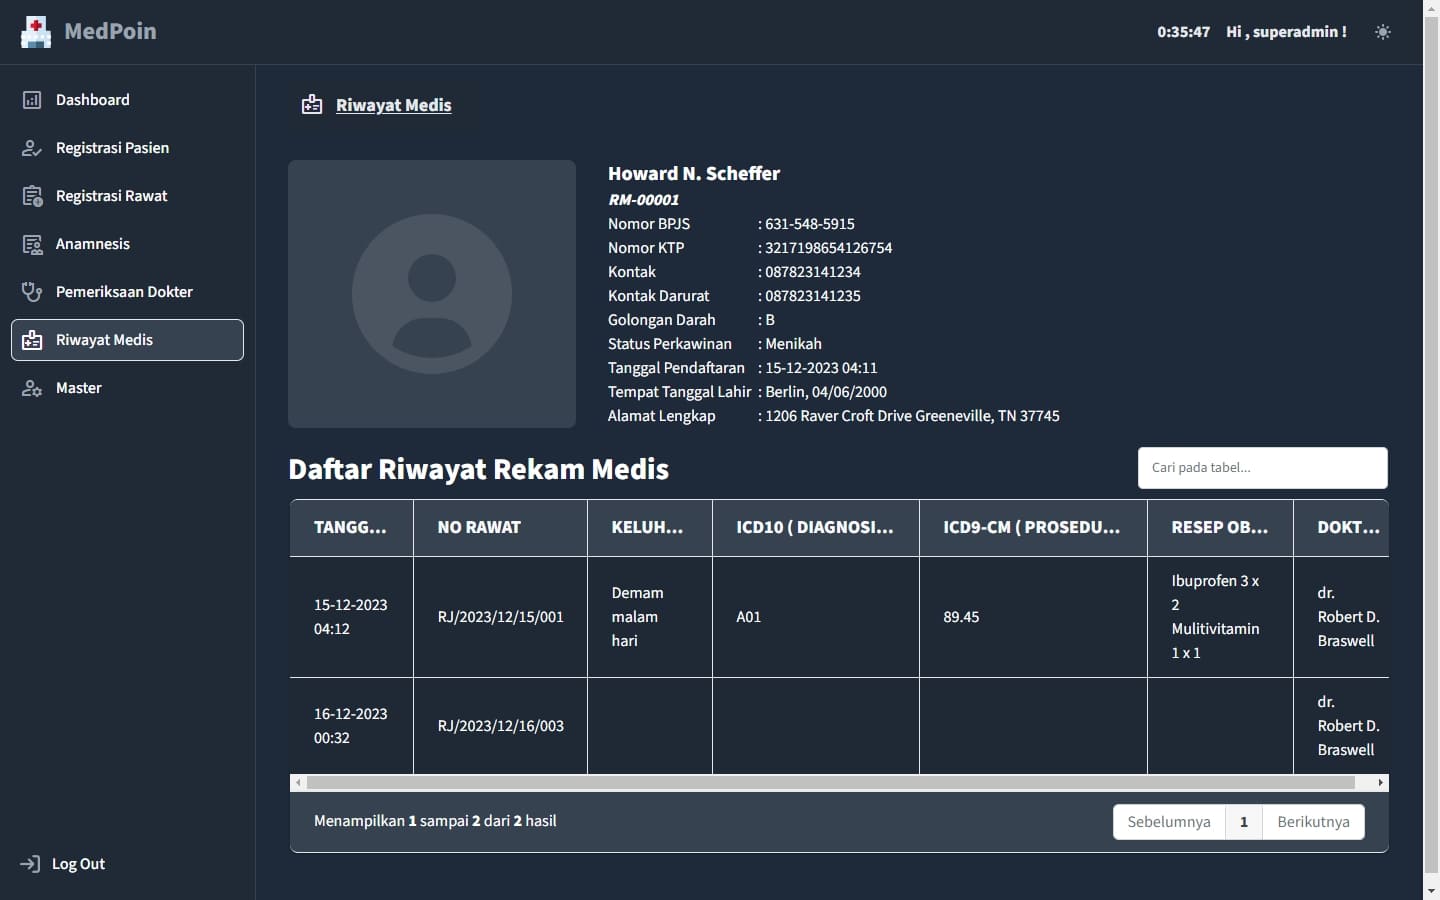 MedPoin
0:35:47 Hi , superadmin !
Dashboard
Registrasi Pasien
Registrasi Rawat
Anamnesis
Pemeriksaan Dokter
Riwayat Medis
Master
Log Out
Riwayat Medis
Howard N. Scheffer
RM-00001
Nomor BPJS : 631-548-5915
Nomor KTP : 3217198654126754
Kontak : 087823141234
Kontak Darurat : 087823141235
Golongan Darah : B
Status Perkawinan : Menikah
Tanggal Pendaftaran : 15-12-2023 04:11
Tempat Tanggal Lahir : Berlin, 04/06/2000
Alamat Lengkap : 1206 Raver Croft Drive Greeneville, TN 37745
Daftar Riwayat Rekam Medis
Cari pada tabel...
TANGG... NO RAWAT KELUH... ICD10 ( DIAGNOSI... ICD9-CM ( PROSEDU... RESEP OB... DOKT...
15-12-2023
04:12
RJ/2023/12/15/001
Demam
malam
hari
A01
89.45
Ibuprofen 3 x
2
Mulitivitamin
1 x 1
dr.
Robert D.
Braswell
16-12-2023
00:32
RJ/2023/12/16/003
dr.
Robert D.
Braswell
Menampilkan 1 sampai 2 dari 2 hasil
Sebelumnya 1 Berikutnya